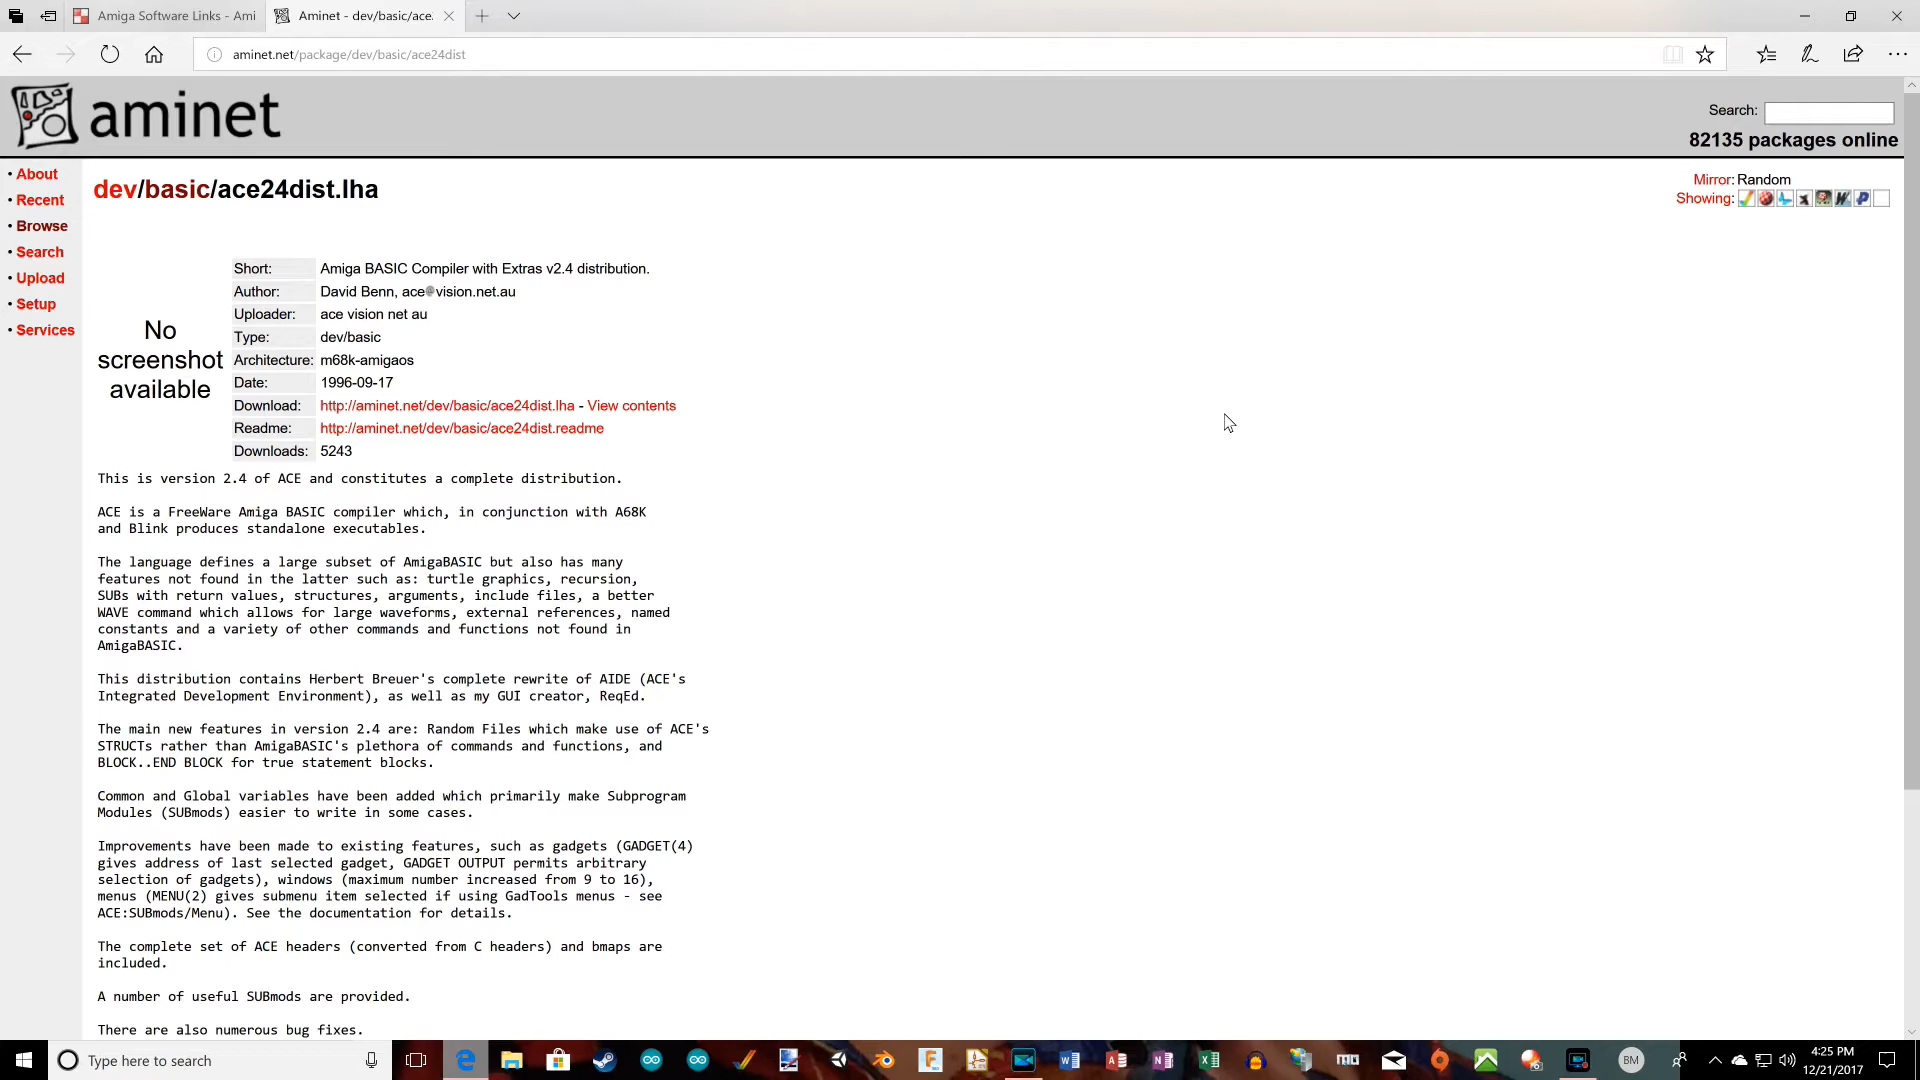 Amiga Software Links - Ami
Aminet - dev/basic/ace.
aminet.net/package/dev/basic/ace24dist
aminet
Search:
82135 packages online
• About
• Recent
• Browse
• Search
• Upload
• Setup
• Services
dev/basic/ace24dist.lha
Mirror: Random
Showing:
No
screenshot
available
Short: Amiga BASIC Compiler with Extras v2.4 distribution.
Author: David Benn, ace@vision.net.au
Uploader: ace vision net au
Type: dev/basic
Architecture: m68k-amigaos
Date: 1996-09-17
Download: http://aminet.net/dev/basic/ace24dist.lha - View contents
Readme: http://aminet.net/dev/basic/ace24dist.readme
Downloads: 5243
This is version 2.4 of ACE and constitutes a complete distribution.
ACE is a FreeWare Amiga BASIC compiler which, in conjunction with A68K
and Blink produces standalone executables.
The language defines a large subset of AmigaBASIC but also has many
features not found in the latter such as: turtle graphics, recursion,
SUBs with return values, structures, arguments, include files, a better
WAVE command which allows for large waveforms, external references, named
constants and a variety of other commands and functions not found in
AmigaBASIC.
This distribution contains Herbert Breuer's complete rewrite of AIDE (ACE's
Integrated Development Environment), as well as my GUI creator, ReqEd.
The main new features in version 2.4 are: Random Files which make use of ACE's
STRUCTs rather than AmigaBASIC's plethora of commands and functions, and
BLOCK..END BLOCK for true statement blocks.
Common and Global variables have been added which primarily make Subprogram
Modules (SUBmods) easier to write in some cases.
Improvements have been made to existing features, such as gadgets (GADGET(4)
gives address of last selected gadget, GADGET OUTPUT permits arbitrary
selection of gadgets), windows (maximum number increased from 9 to 16),
menus (MENU(2) gives submenu item selected if using GadTools menus - see
ACE:SUBmods/Menu). See the documentation for details.
The complete set of ACE headers (converted from C headers) and bmaps are
included.
A number of useful SUBmods are provided.
There are also numerous bug fixes.
Type here to search
BM
4:25 PM
12/21/2017